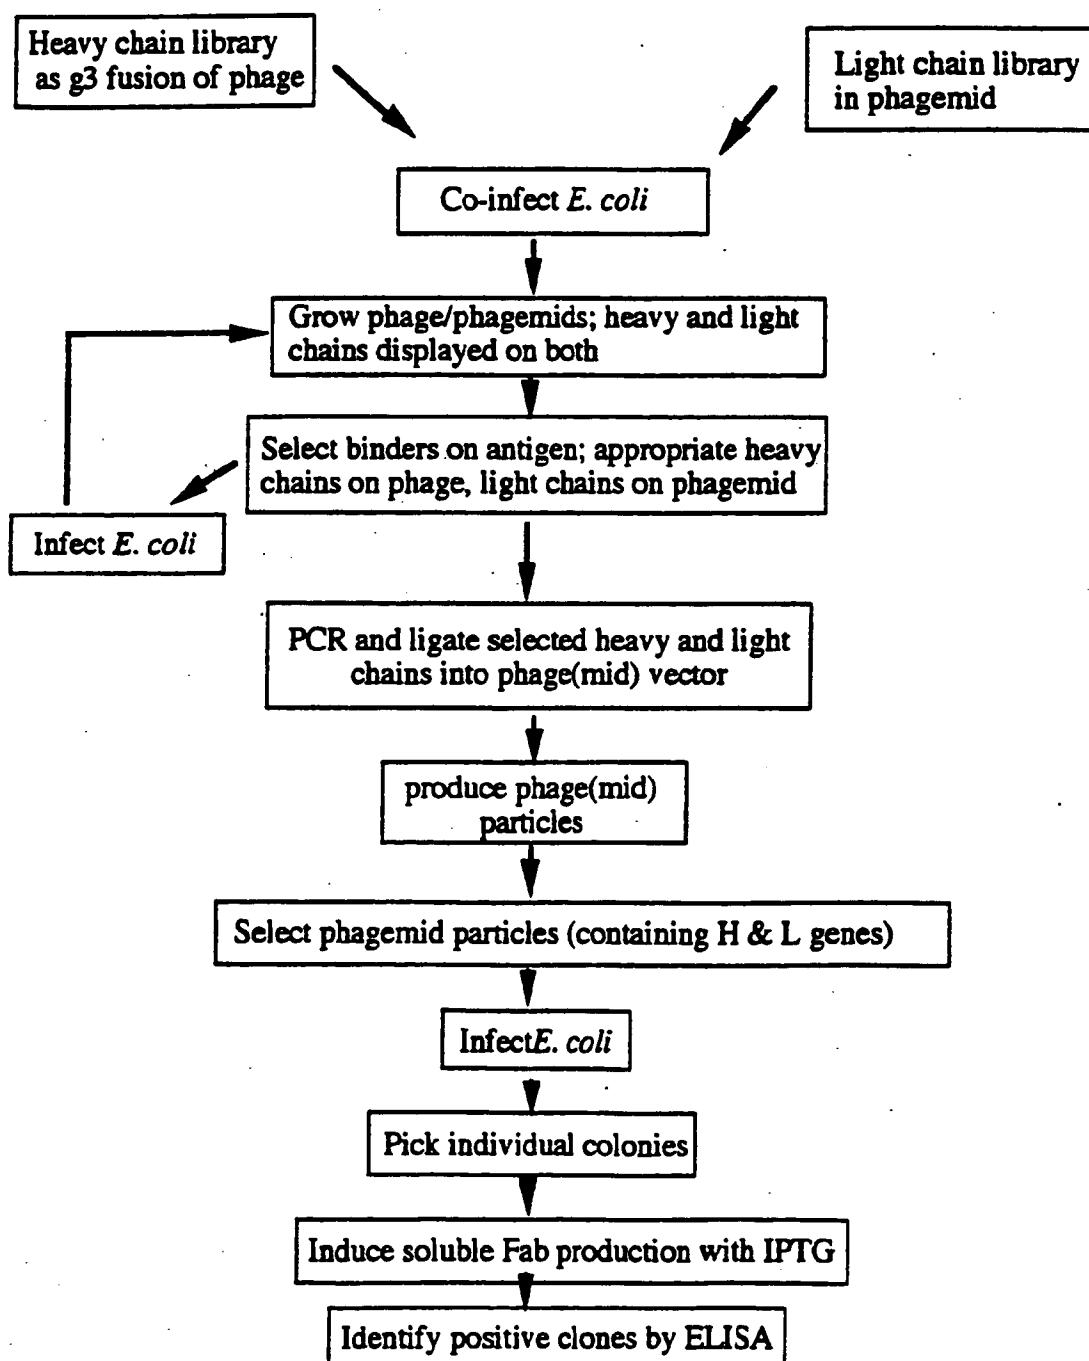 Heavy chain library
as g3 fusion of phage
Light chain library
in phagemid
Co-infect E. coli
Grow phage/phagemids; heavy and light
chains displayed on both
Select binders on antigen; appropriate heavy
chains on phage, light chains on phagemid
Infect E. coli
PCR and ligate selected heavy and light
chains into phage(mid) vector
produce phage(mid)
particles
Select phagemid particles (containing H & L genes)
InfectE. coli
Pick individual colonies
Induce soluble Fab production with IPTG
Identify positive clones by ELISA